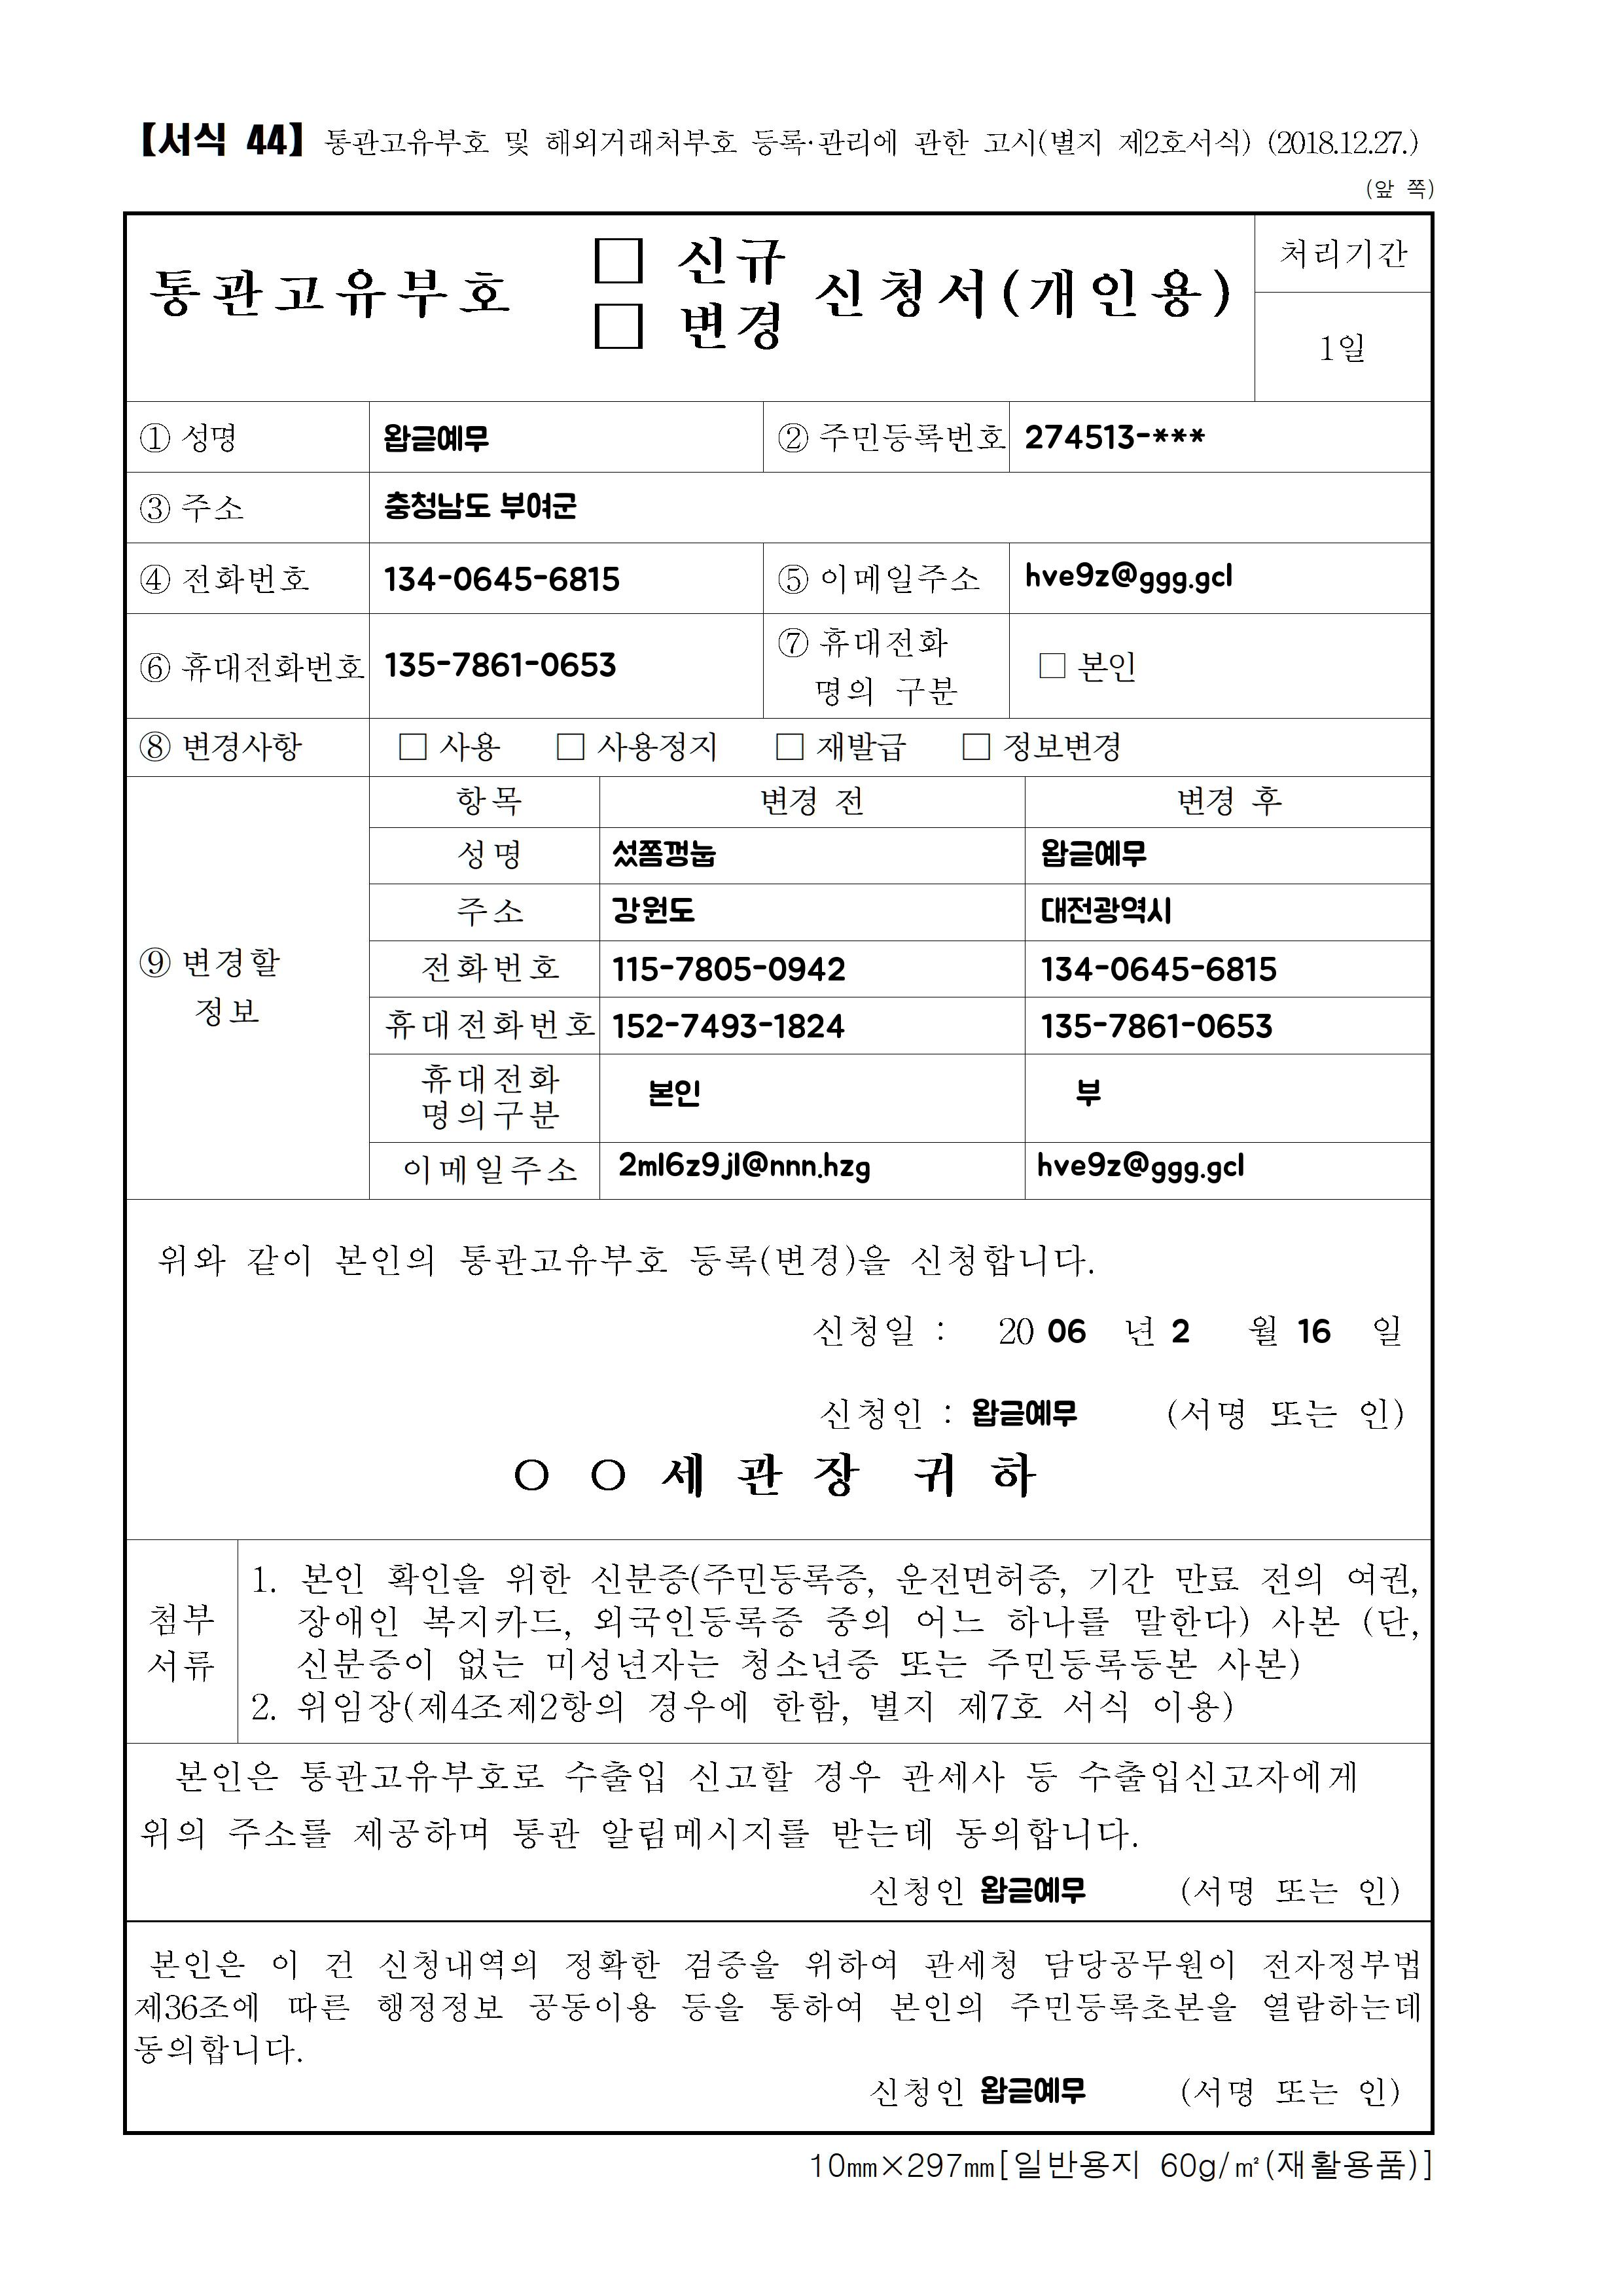 【서식 44】 통관고유부호 및 해외거래처부호 등록·관리에 관한 고시(별지 제2호서식) (2018.12.27.)
(앞 쪽)
통관고유부호 □ 신규 □ 변경 신청서(개인용)
처리기간
1일
① 성명 왑귿예무 ② 주민등록번호 274513-***
③ 주소 충청남도 부여군
④ 전화번호 134-0645-6815 ⑤ 이메일주소 hve9z@ggg.gcl
⑥ 휴대전화번호 135-7861-0653 ⑦ 휴대전화 명의 구분 □ 본인
⑧ 변경사항 □ 사용 □ 사용정지 □ 재발급 □ 정보변경
⑨ 변경할 정보
항목 변경 전 변경 후
성명 섰쫌껑눕 왑귿예무
주소 강원도 대전광역시
전화번호 115-7805-0942 134-0645-6815
휴대전화번호 152-7493-1824 135-7861-0653
휴대전화 명의구분 본인 부
이메일주소 2ml6z9jl@nnn.hzg hve9z@ggg.gcl
위와 같이 본인의 통관고유부호 등록(변경)을 신청합니다.
신청일 : 20 06 년 2 월 16 일
신청인 : 왑귿예무 (서명 또는 인)
○ ○ 세 관 장 귀 하
첨부 서류
1. 본인 확인을 위한 신분증(주민등록증, 운전면허증, 기간 만료 전의 여권,
장애인 복지카드, 외국인등록증 중의 어느 하나를 말한다) 사본 (단,
신분증이 없는 미성년자는 청소년증 또는 주민등록등본 사본)
2. 위임장(제4조제2항의 경우에 한함, 별지 제7호 서식 이용)
본인은 통관고유부호로 수출입 신고할 경우 관세사 등 수출입신고자에게
위의 주소를 제공하며 통관 알림메시지를 받는데 동의합니다.
신청인 왑귿예무 (서명 또는 인)
본인은 이 건 신청내역의 정확한 검증을 위하여 관세청 담당공무원이 전자정부법
제36조에 따른 행정정보 공동이용 등을 통하여 본인의 주민등록초본을 열람하는데
동의합니다.
신청인 왑귿예무 (서명 또는 인)
10㎜×297㎜[일반용지 60g/㎡(재활용품)]